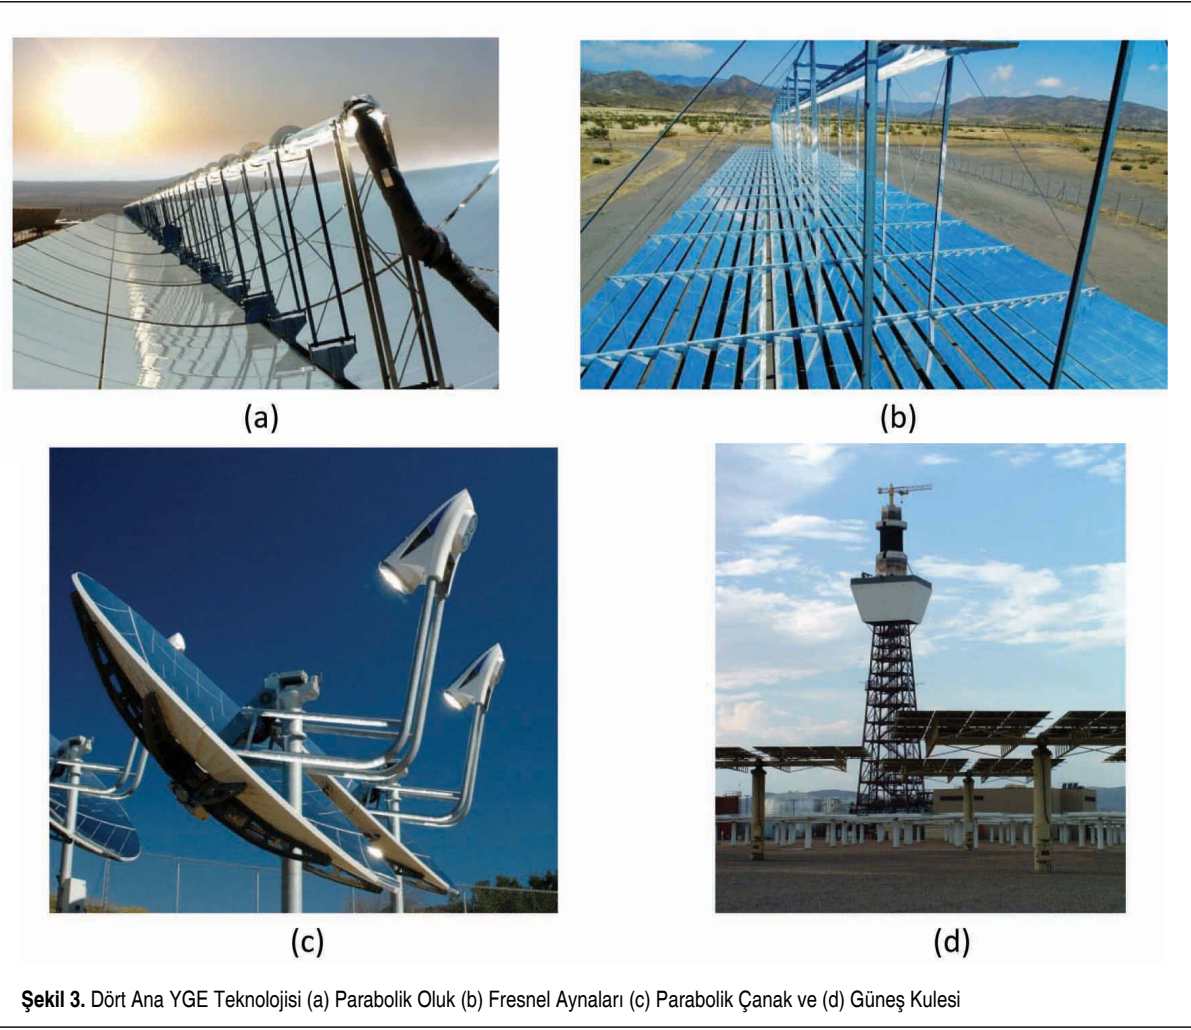 (a)
(b)
(c)
(d)
Şekil 3. Dört Ana YGE Teknolojisi (a) Parabolik Oluk (b) Fresnel Aynaları (c) Parabolik Çanak ve (d) Güneş Kulesi